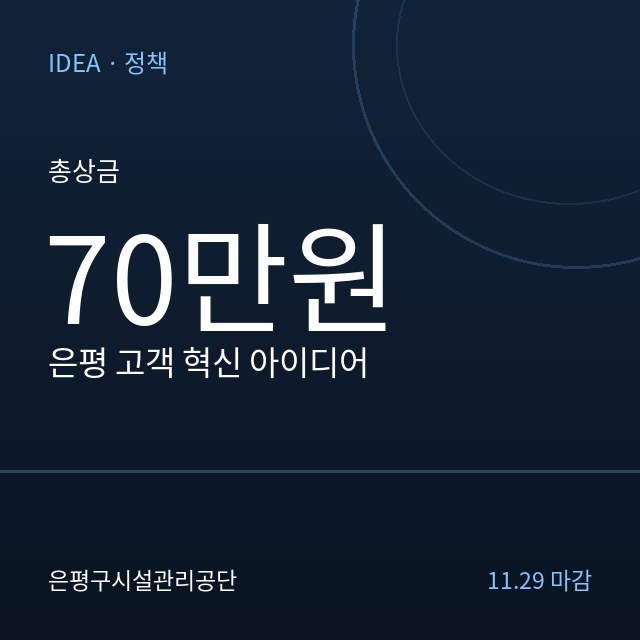 IDEA · 정책
총상금
70만원
은평 고객 혁신 아이디어
은평구시설관리공단
11.29 마감